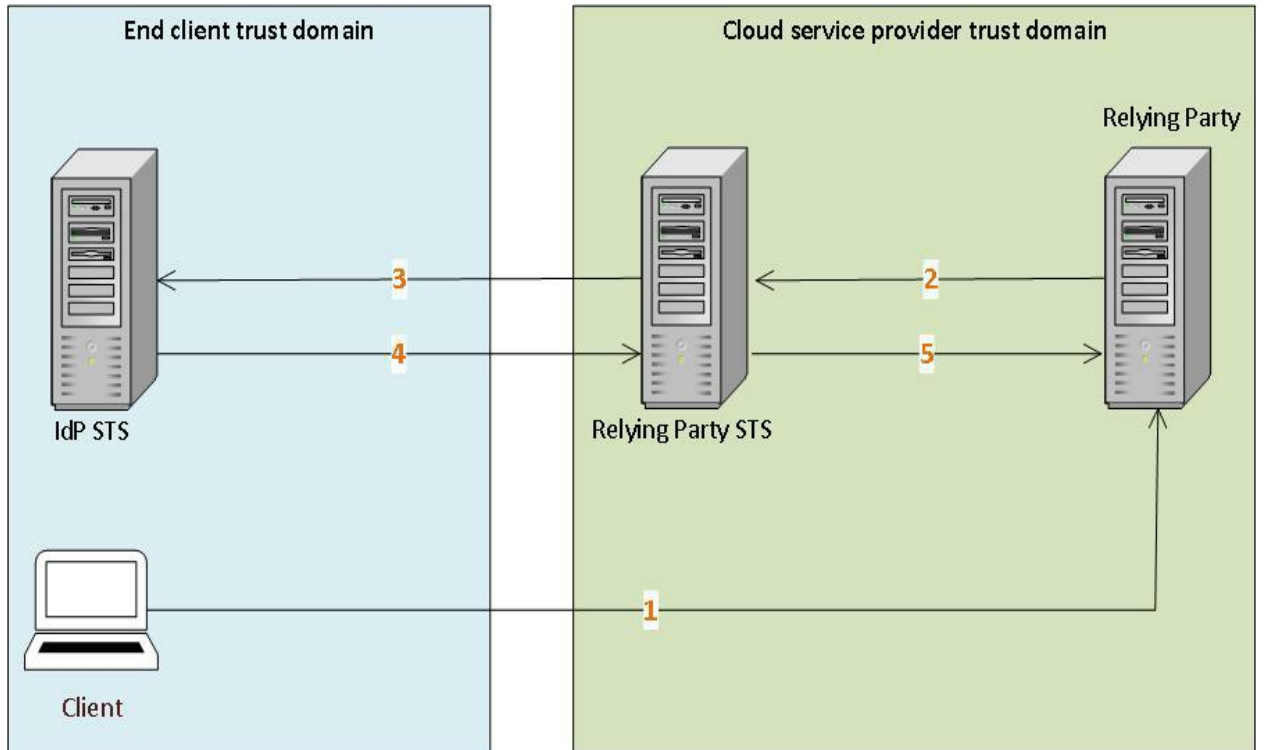 End client trust domain
Cloud service provider trust domain
Relying Party
3
2
4
5
IdP STS
Relying Party STS
1
Client